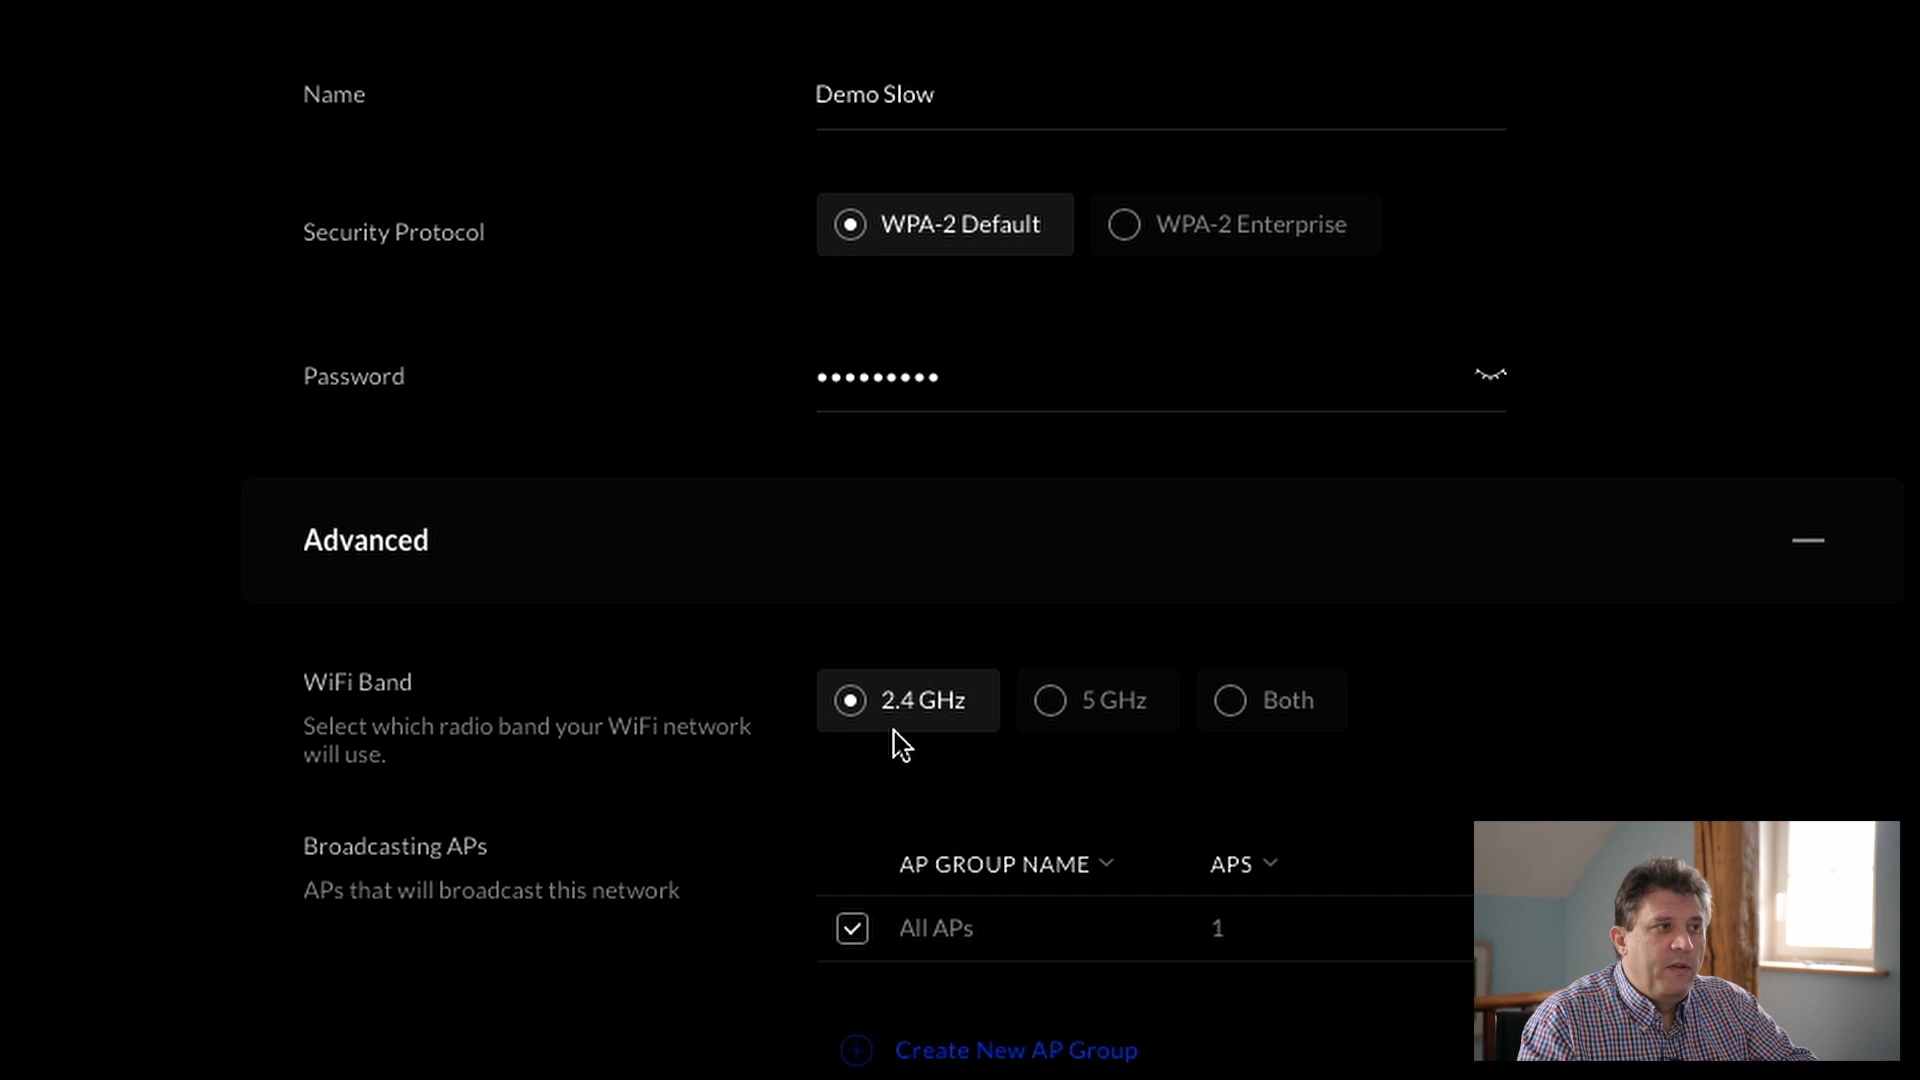 Name
Demo Slow
Security Protocol
WPA-2 Default
WPA-2 Enterprise
Password
Advanced
WiFi Band
Select which radio band your WiFi network
will use.
2.4 GHz
5 GHz
Both
Broadcasting APs
APs that will broadcast this network
AP GROUP NAME
APS
All APs
1
Create New AP Group